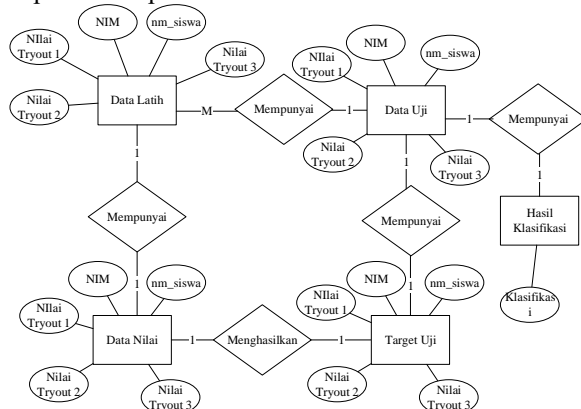 NIM
nm_siswa
NIlai
Tryout 1
Nilai
Tryout 3
Nilai
Tryout 2
Data Latih
M
Mempunyai
1
NIM
nm_siswa
NIlai
Tryout 1
Data Uji
Nilai
Tryout 2
Nilai
Tryout 3
1
Mempunyai
1
Hasil
Klasifikasi
Klasifikas
i
1
Mempunyai
1
1
Mempunyai
1
NIM
nm_siswa
NIlai
Tryout 1
Data Nilai
Nilai
Tryout 2
Nilai
Tryout 3
1
Menghasilkan
1
NIM
nm_siswa
NIlai
Tryout 1
Target Uji
Nilai
Tryout 2
Nilai
Tryout 3